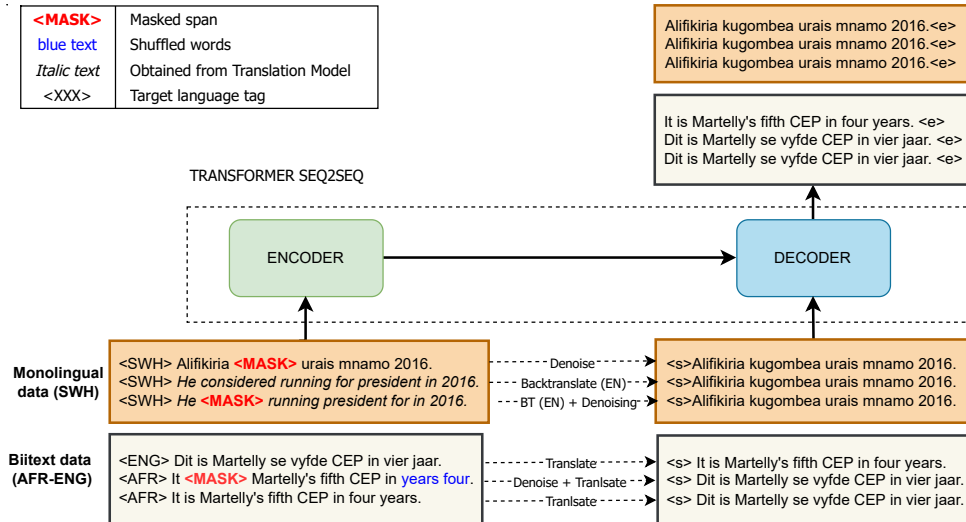 <MASK> Masked span
blue text Shuffled words
Italic text Obtained from Translation Model
<XXX> Target language tag
Alifikiria kugombea urais mnamo 2016.<e>
Alifikiria kugombea urais mnamo 2016.<e>
Alifikiria kugombea urais mnamo 2016.<e>
It is Martelly's fifth CEP in four years. <e>
Dit is Martelly se vyfde CEP in vier jaar. <e>
Dit is Martelly se vyfde CEP in vier jaar. <e>
TRANSFORMER SEQ2SEQ
ENCODER
DECODER
Monolingual
data (SWH)
<SWH> Alifikiria <MASK> urais mnamo 2016.
<SWH> He considered running for president in 2016.
<SWH> He <MASK> running president for in 2016.
Denoise
Backtranslate (EN)
BT (EN) + Denoising
<s>Alifikiria kugombea urais mnamo 2016.
<s>Alifikiria kugombea urais mnamo 2016.
<s>Alifikiria kugombea urais mnamo 2016.
Biitext data
(AFR-ENG)
<ENG> Dit is Martelly se vyfde CEP in vier jaar.
<AFR> It <MASK> Martelly's fifth CEP in years four.
<AFR> It is Martelly's fifth CEP in four years.
Translate
Denoise + Tranlsate
Tranlsate
<s> It is Martelly's fifth CEP in four years.
<s> Dit is Martelly se vyfde CEP in vier jaar.
<s> Dit is Martelly se vyfde CEP in vier jaar.